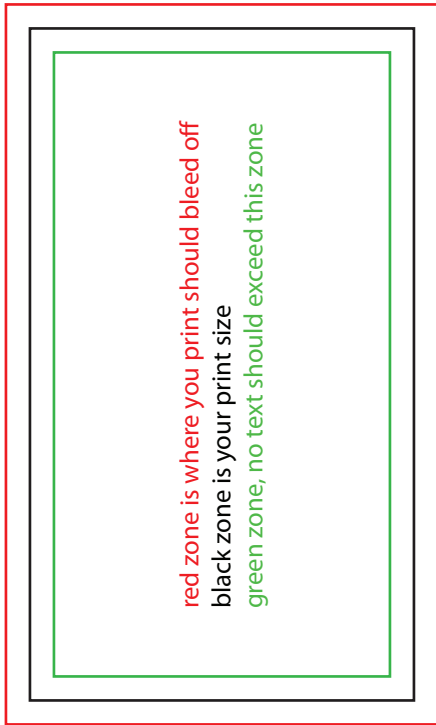 red zone is where you print should bleed off
black zone is your print size
green zone, no text should exceed this zone